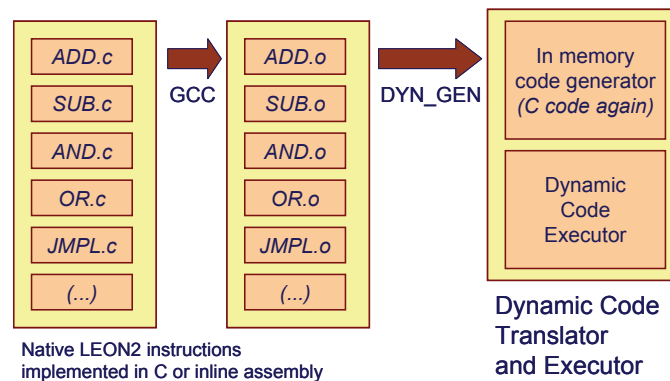 ADD.c
SUB.c
AND.c
OR.c
JMPL.c
(...)
Native LEON2 instructions
implemented in C or inline assembly
GCC
ADD.o
SUB.o
AND.o
OR.o
JMPL.o
(...)
DYN_GEN
In memory
code generator
(C code again)
Dynamic
Code
Executor
Dynamic Code
Translator
and Executor